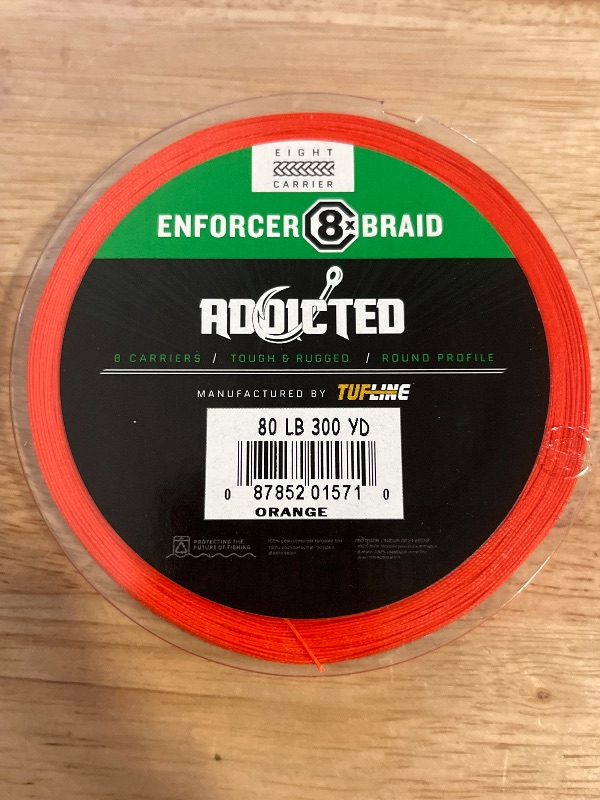 EIGHT
CARRIER
ENFORCER 8X BRAID
ADDICTED
8 CARRIERS / TOUGH & RUGGED / ROUND PROFILE
MANUFACTURED BY TUFLINE
80 LB 300 YD
0 87852 01571 0
ORANGE
PROTECTING THE
FUTURE OF FISHING